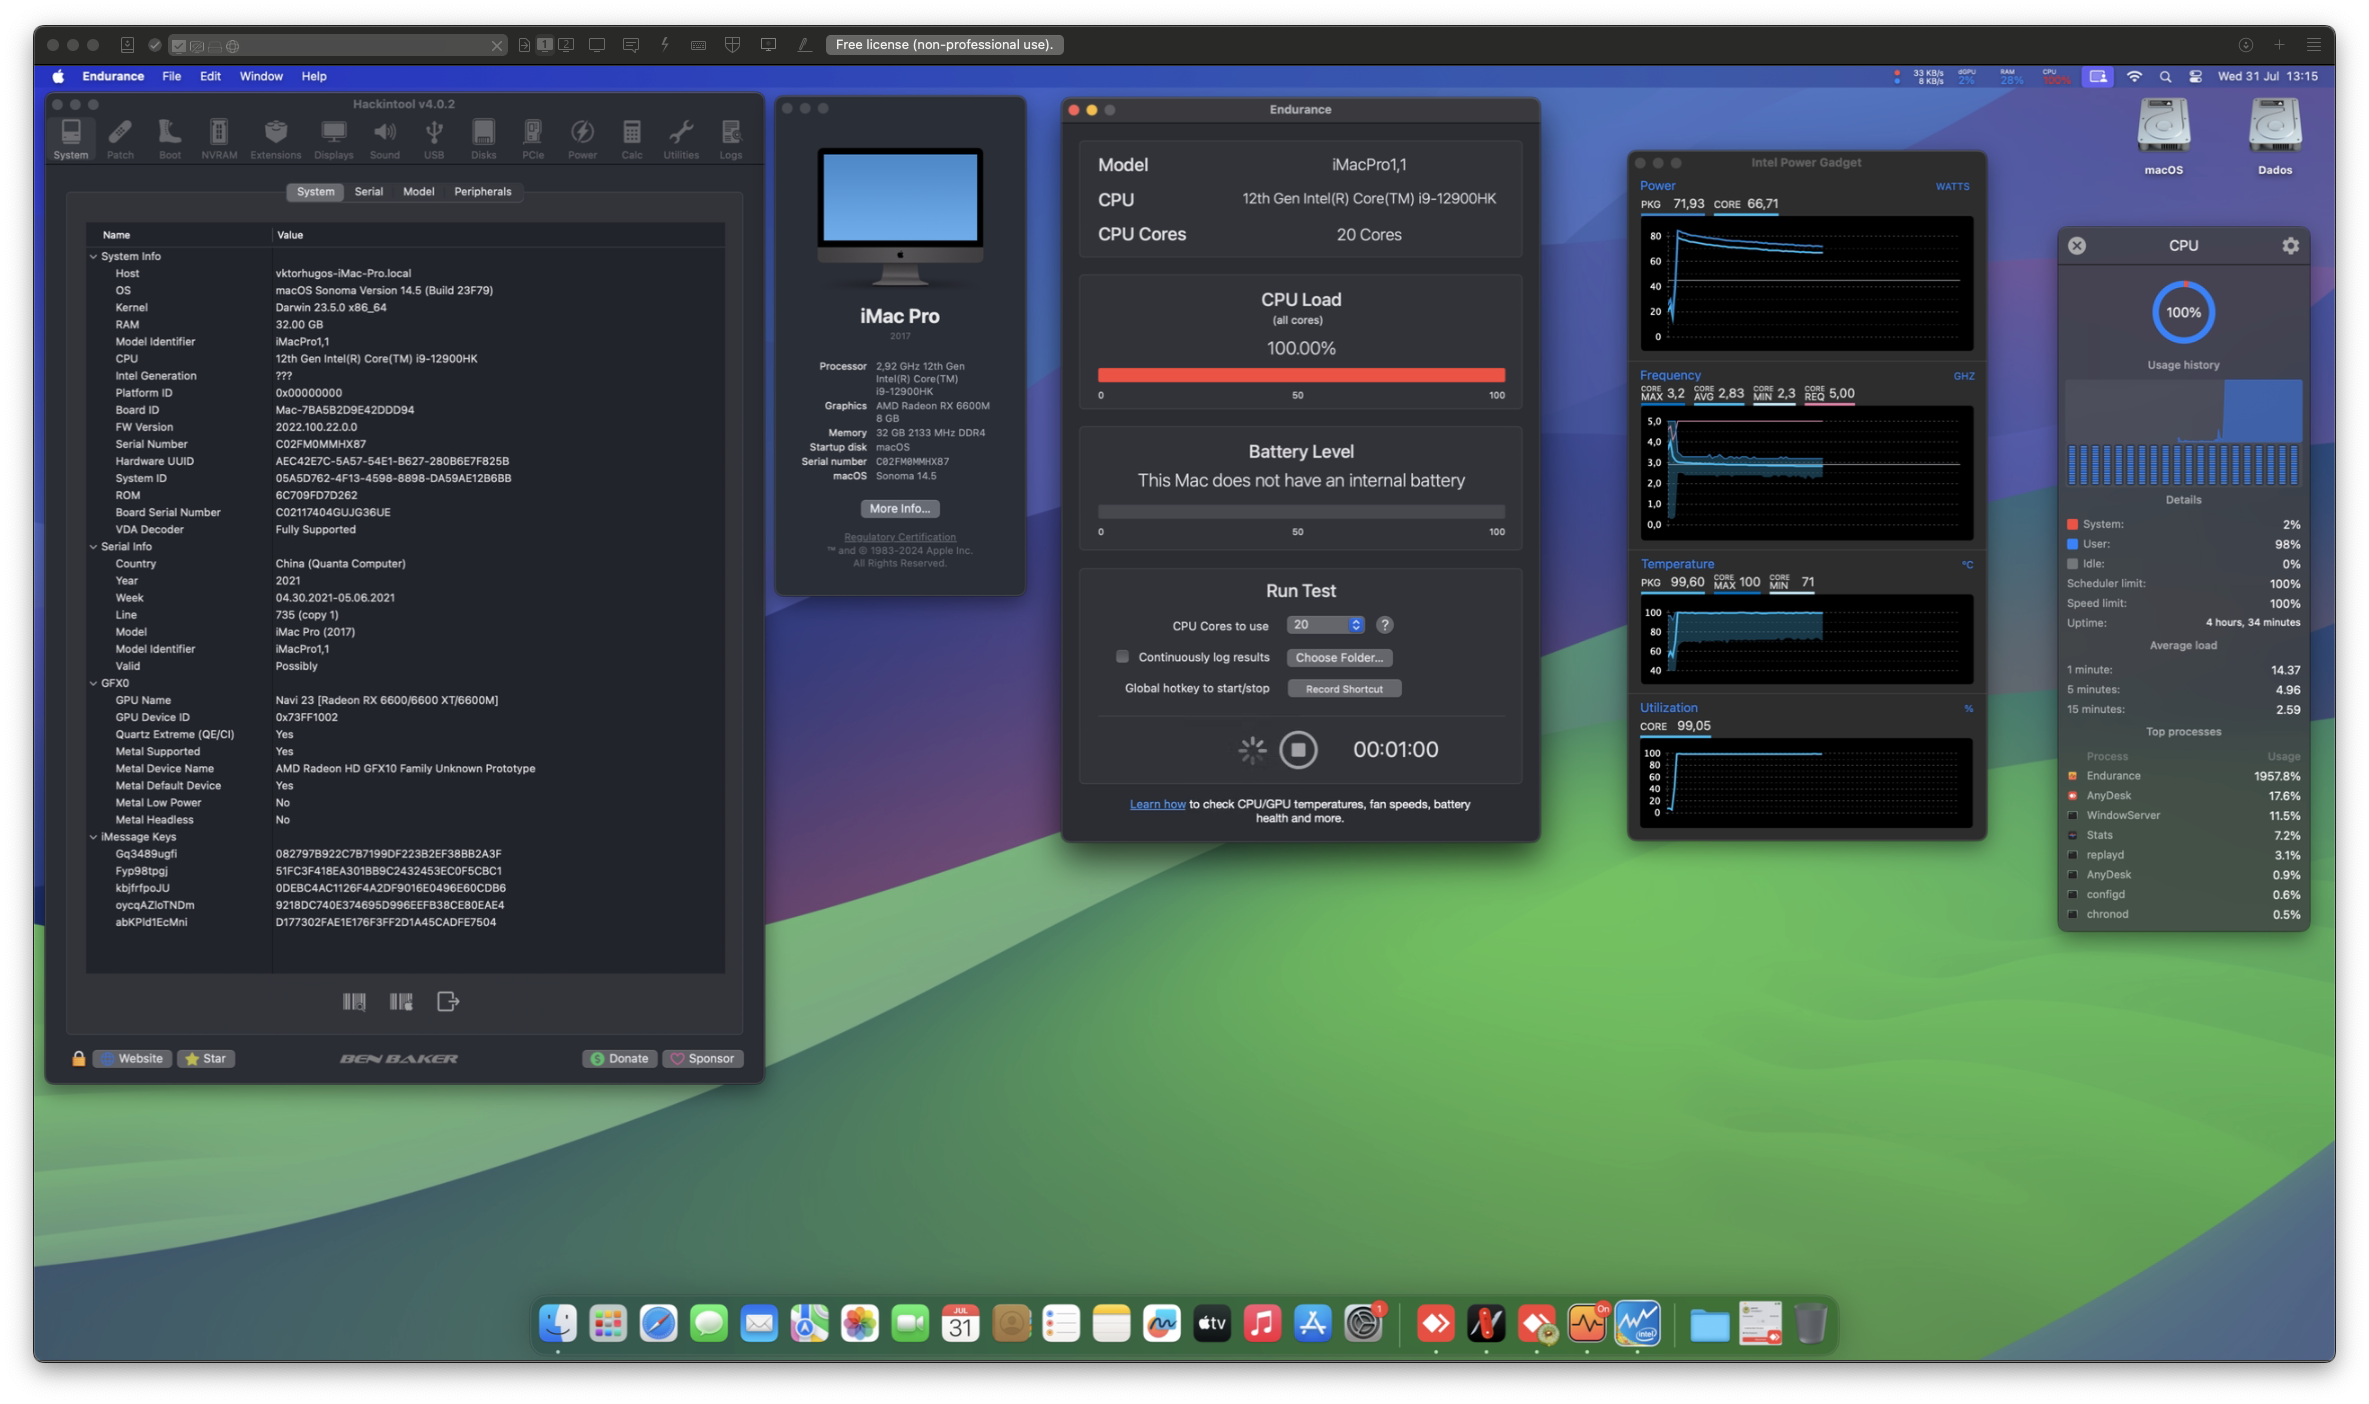 Free license (non-professional use).
Endurance File Edit Window Help
33 KB/s
8 KB/s
dGPU
2%
RAM
28%
CPU
100%
Wed 31 Jul 13:15
Hackintool v4.0.2
System Patch Boot NVRAM Extensions Displays Sound USB Disks PCIe Power Calc Utilities Logs
System Serial Model Peripherals
Name Value
System Info
Host vktorhugos-iMac-Pro.local
OS macOS Sonoma Version 14.5 (Build 23F79)
Kernel Darwin 23.5.0 x86_64
RAM 32.00 GB
Model Identifier iMacPro1,1
CPU 12th Gen Intel(R) Core(TM) i9-12900HK
Intel Generation ???
Platform ID 0x00000000
Board ID Mac-7BA5B2D9E42DDD94
FW Version 2022.100.22.0.0
Serial Number C02FM0MMHX87
Hardware UUID AEC42E7C-5A57-54E1-B627-280B6E7F825B
System ID 05A5D762-4F13-4598-8898-DA59AE12B6BB
ROM 6C709FD7D262
Board Serial Number C02117404GUJG36UE
VDA Decoder Fully Supported
Serial Info
Country China (Quanta Computer)
Year 2021
Week 04.30.2021-05.06.2021
Line 735 (copy 1)
Model iMac Pro (2017)
Model Identifier iMacPro1,1
Valid Possibly
GFX0
GPU Name Navi 23 [Radeon RX 6600/6600 XT/6600M]
GPU Device ID 0x73FF1002
Quartz Extreme (QE/CI) Yes
Metal Supported Yes
Metal Device Name AMD Radeon HD GFX10 Family Unknown Prototype
Metal Default Device Yes
Metal Low Power No
Metal Headless No
iMessage Keys
Gq3489ugfi 082797B922C7B7199DF223B2EF38BB2A3F
Fyp98tpgj 51FC3F418EA301BB9C2432453EC0F5CBC1
kbjfrfpoJU 0DEBC4AC1126F4A2DF9016E0496E60CDB6
oycqAZloTNDm 9218DC740E374695D996EEFB38CE80EAE4
abKPld1EcMni D177302FAE1E176F3FF2D1A45CADFE7504
Website Star BEN BAKER Donate Sponsor
iMac Pro
2017
Processor 2,92 GHz 12th Gen
Intel(R) Core(TM)
i9-12900HK
Graphics AMD Radeon RX 6600M
8 GB
Memory 32 GB 2133 MHz DDR4
Startup disk macOS
Serial number C02FM0MMHX87
macOS Sonoma 14.5
More Info...
Regulatory Certification
™ and © 1983-2024 Apple Inc.
All Rights Reserved.
Endurance
Model iMacPro1,1
CPU 12th Gen Intel(R) Core(TM) i9-12900HK
CPU Cores 20 Cores
CPU Load
(all cores)
100.00%
0 50 100
Battery Level
This Mac does not have an internal battery
0 50 100
Run Test
CPU Cores to use 20 ?
Continuously log results Choose Folder...
Global hotkey to start/stop Record Shortcut
00:01:00
Learn how to check CPU/GPU temperatures, fan speeds, battery
health and more.
Intel Power Gadget
Power WATTS
PKG 71,93 CORE 66,71
80
60
40
20
0
Frequency GHZ
CORE MAX 3,2 CORE AVG 2,83 CORE MIN 2,3 CORE REQ 5,00
5,0
4,0
3,0
2,0
1,0
0,0
Temperature °C
PKG 99,60 CORE MAX 100 CORE MIN 71
100
80
60
40
Utilization %
CORE 99,05
100
80
60
40
20
0
macOS Dados
CPU
100%
Usage history
Details
System: 2%
User: 98%
Idle: 0%
Scheduler limit: 100%
Speed limit: 100%
Uptime: 4 hours, 34 minutes
Average load
1 minute: 14.37
5 minutes: 4.96
15 minutes: 2.59
Top processes
Process Usage
Endurance 1957.8%
AnyDesk 17.6%
WindowServer 11.5%
Stats 7.2%
replayd 3.1%
AnyDesk 0.9%
configd 0.6%
chronod 0.5%
JUL
31
tv
1
On
intel